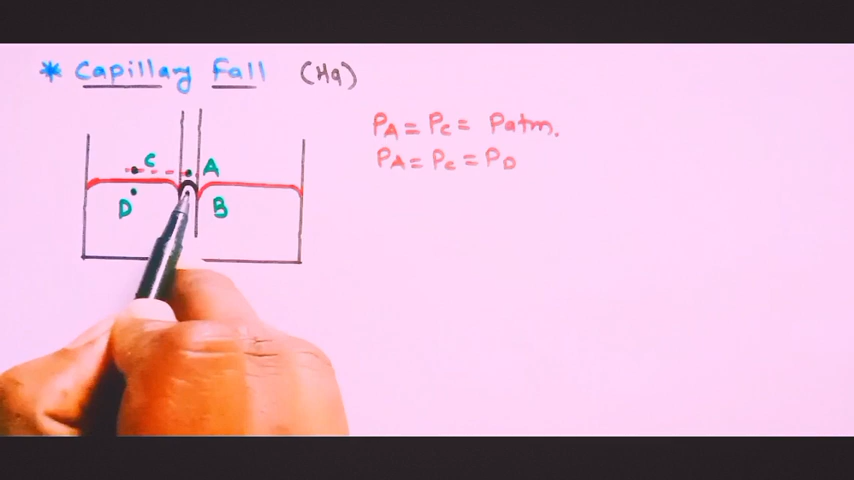 * Capillary Fall (Hg)
PA = PC = Patm.
PA = PC = PD
C A
D B